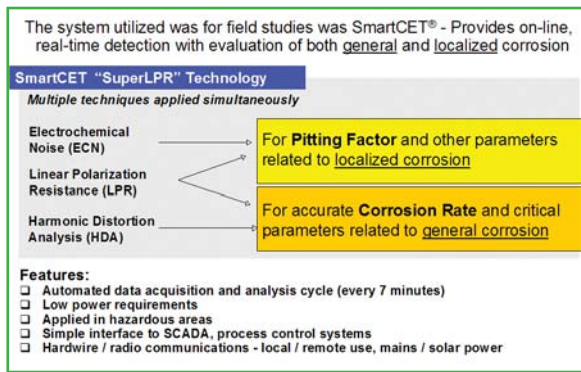 The system utilized was for field studies was SmartCET® - Provides on-line,
real-time detection with evaluation of both general and localized corrosion
SmartCET “SuperLPR” Technology
Multiple techniques applied simultaneously
Electrochemical
Noise (ECN)
For Pitting Factor and other parameters
related to localized corrosion
Linear Polarization
Resistance (LPR)
For accurate Corrosion Rate and critical
parameters related to general corrosion
Harmonic Distortion
Analysis (HDA)
Features:
❑ Automated data acquisition and analysis cycle (every 7 minutes)
❑ Low power requirements
❑ Applied in hazardous areas
❑ Simple interface to SCADA, process control systems
❑ Hardwire / radio communications - local / remote use, mains / solar power